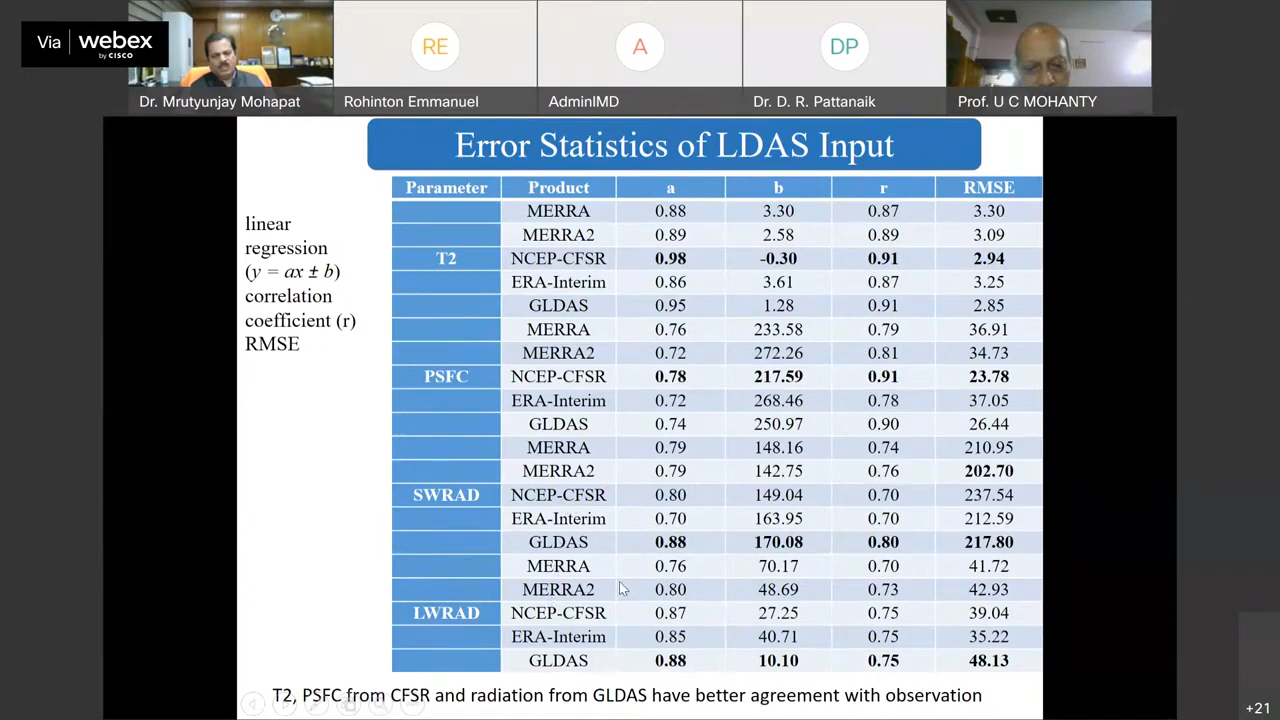 Via webex
by CISCO
RE
A
DP
Dr. Mrutyunjay Mohapat
Rohinton Emmanuel
AdminIMD
Dr. D. R. Pattanaik
Prof. U C MOHANTY
Error Statistics of LDAS Input
linear
regression
(y = ax ± b)
correlation
coefficient (r)
RMSE
Parameter Product a b r RMSE
MERRA 0.88 3.30 0.87 3.30
MERRA2 0.89 2.58 0.89 3.09
T2 NCEP-CFSR 0.98 -0.30 0.91 2.94
ERA-Interim 0.86 3.61 0.87 3.25
GLDAS 0.95 1.28 0.91 2.85
MERRA 0.76 233.58 0.79 36.91
MERRA2 0.72 272.26 0.81 34.73
PSFC NCEP-CFSR 0.78 217.59 0.91 23.78
ERA-Interim 0.72 268.46 0.78 37.05
GLDAS 0.74 250.97 0.90 26.44
MERRA 0.79 148.16 0.74 210.95
MERRA2 0.79 142.75 0.76 202.70
SWRAD NCEP-CFSR 0.80 149.04 0.70 237.54
ERA-Interim 0.70 163.95 0.70 212.59
GLDAS 0.88 170.08 0.80 217.80
MERRA 0.76 70.17 0.70 41.72
MERRA2 0.80 48.69 0.73 42.93
LWRAD NCEP-CFSR 0.87 27.25 0.75 39.04
ERA-Interim 0.85 40.71 0.75 35.22
GLDAS 0.88 10.10 0.75 48.13
T2, PSFC from CFSR and radiation from GLDAS have better agreement with observation
+21